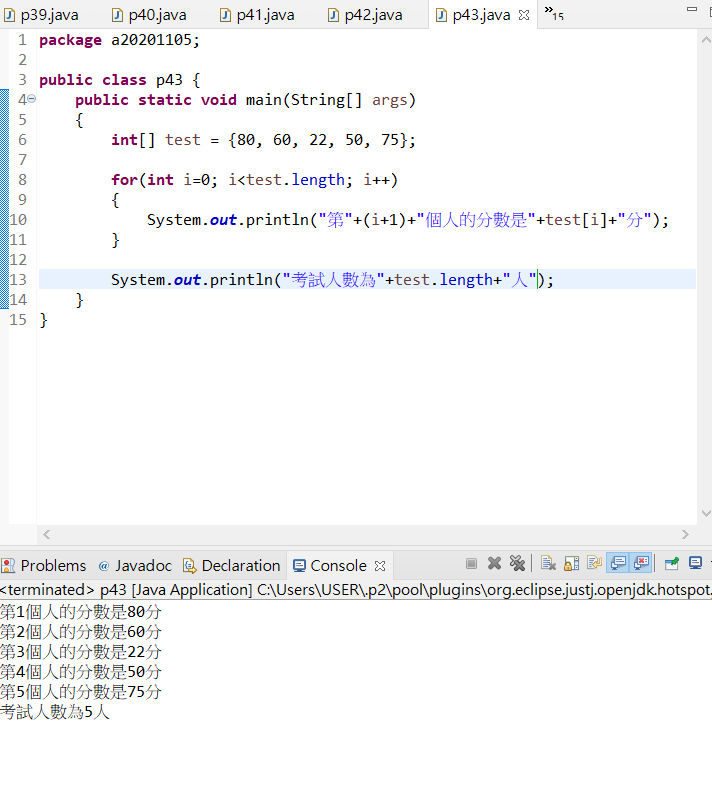 p39.java p40.java p41.java p42.java p43.java »15
1 package a20201105;
2
3 public class p43 {
4 public static void main(String[] args)
5 {
6 int[] test = {80, 60, 22, 50, 75};
7
8 for(int i=0; i<test.length; i++)
9 {
10 System.out.println("第"+(i+1)+"個人的分數是"+test[i]+"分");
11 }
12
13 System.out.println("考試人數為"+test.length+"人");
14 }
15 }
Problems @ Javadoc Declaration Console
<terminated> p43 [Java Application] C:\Users\USER\.p2\pool\plugins\org.eclipse.justj.openjdk.hotspot.
第1個人的分數是80分
第2個人的分數是60分
第3個人的分數是22分
第4個人的分數是50分
第5個人的分數是75分
考試人數為5人